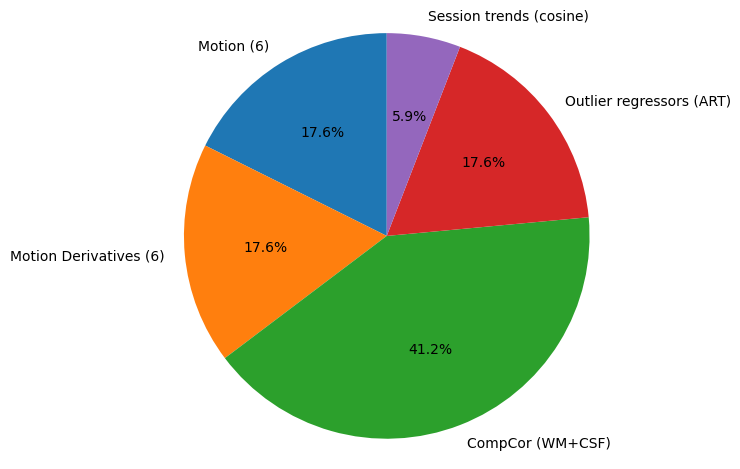 Session trends (cosine)
Motion (6)
Outlier regressors (ART)
5.9%
17.6%
17.6%
17.6%
Motion Derivatives (6)
41.2%
CompCor (WM+CSF)